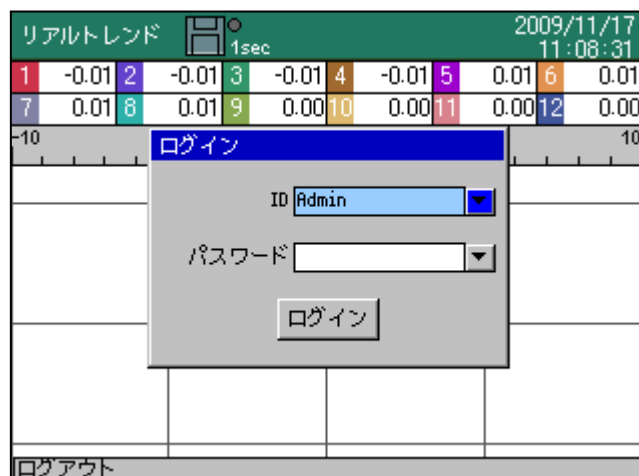 リアルトレンド 1sec 2009/11/17
11:08:31
1 -0.01 2 -0.01 3 -0.01 4 -0.01 5 0.01 6 0.01
7 0.01 8 0.01 9 0.00 10 0.00 11 0.00 12 0.00
-10 10
ログイン
ID Admin
パスワード
ログイン
ログアウト